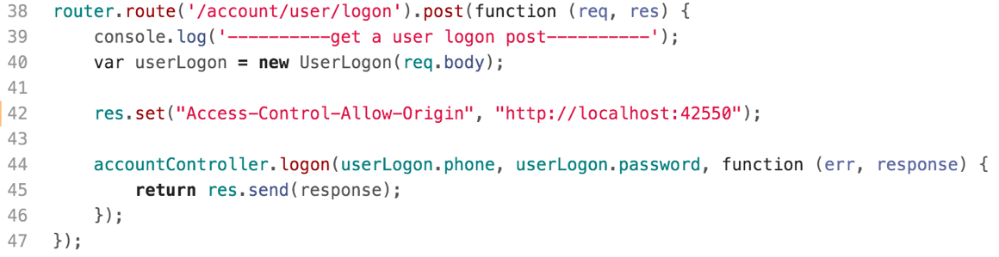 38 router.route('/account/user/logon').post(function (req, res) {
39     console.log('----------get a user logon post----------');
40     var userLogon = new UserLogon(req.body);
41
42     res.set("Access-Control-Allow-Origin", "http://localhost:42550");
43
44     accountController.logon(userLogon.phone, userLogon.password, function (err, response) {
45         return res.send(response);
46     });
47 });